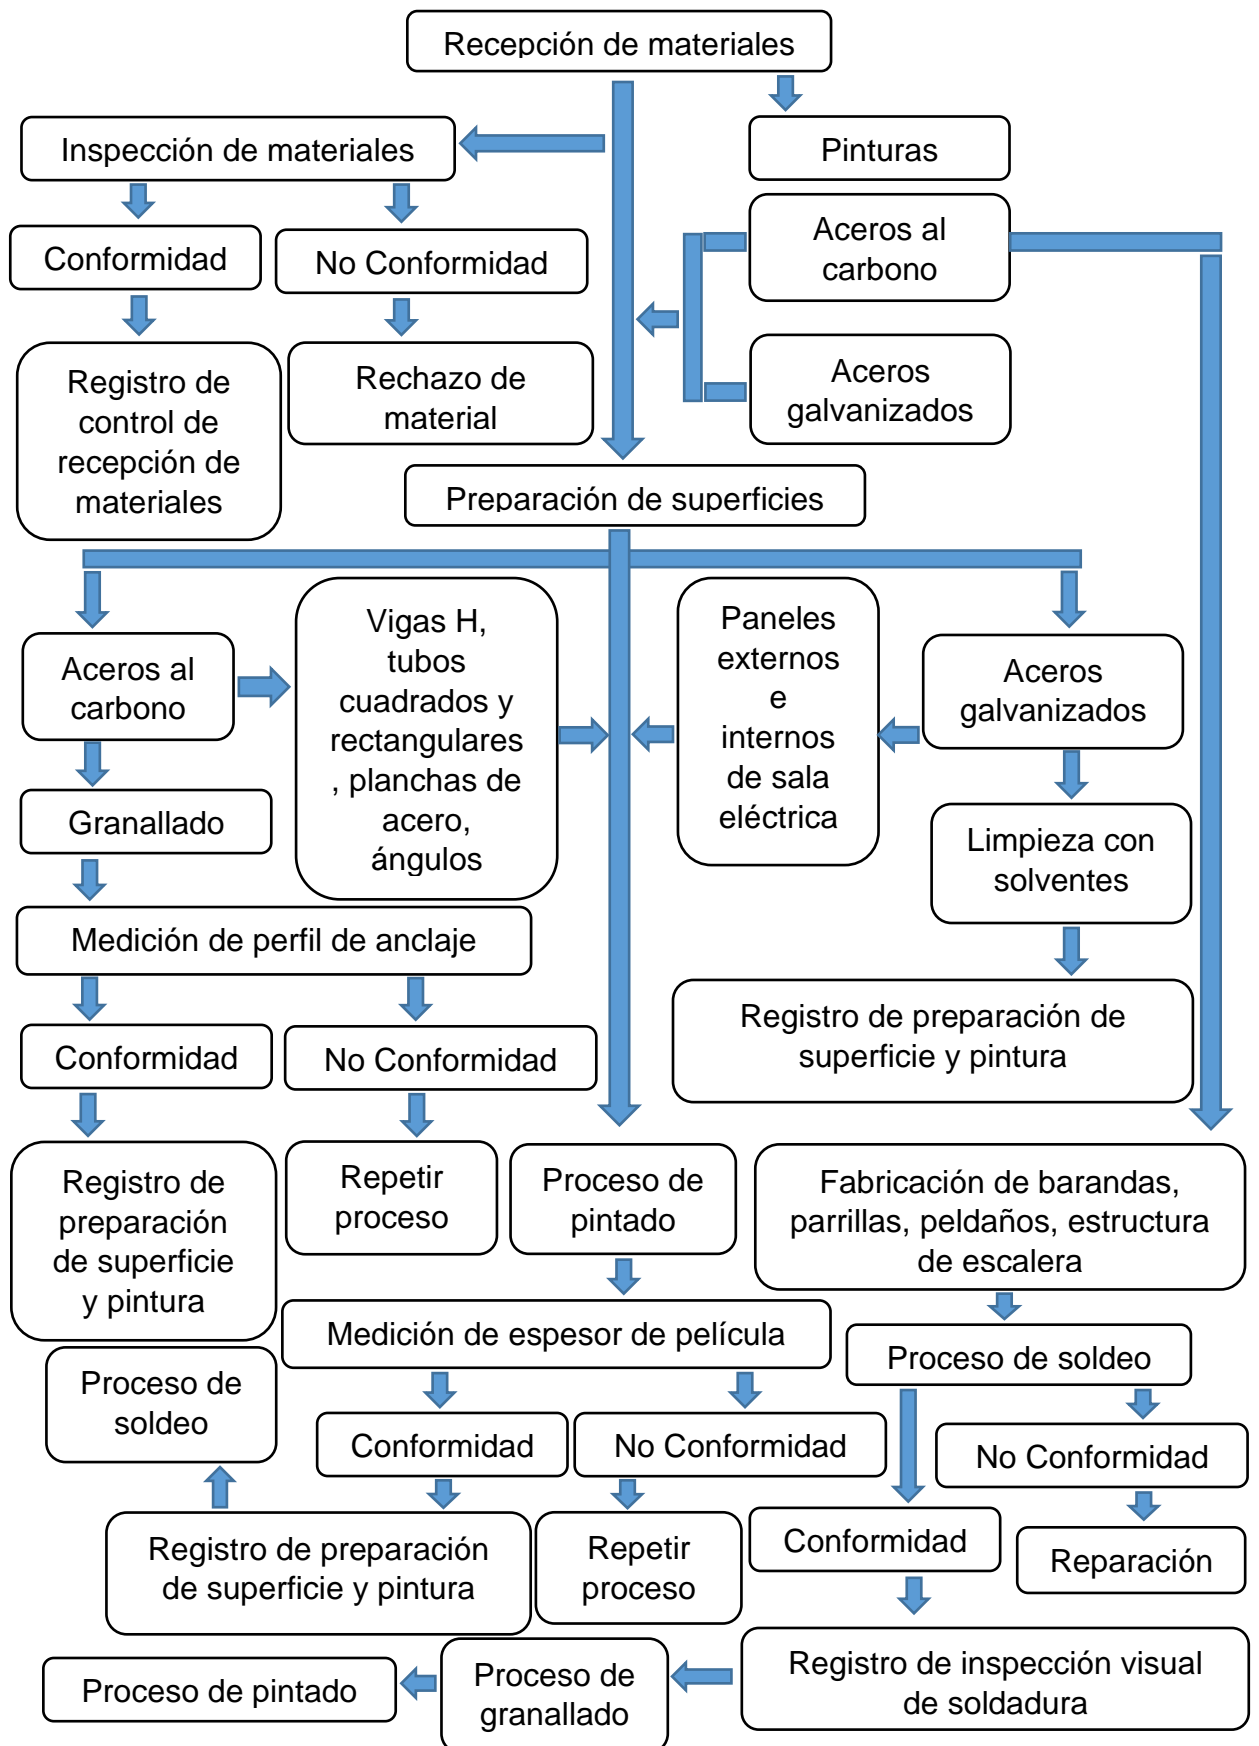 Recepción de materiales
Inspección de materiales
Pinturas
Conformidad
No Conformidad
Aceros al
carbono
Registro de
control de
recepción de
materiales
Rechazo de
material
Aceros
galvanizados
Preparación de superficies
Aceros al
carbono
Vigas H,
tubos
cuadrados y
rectangulares
, planchas de
acero,
ángulos
Paneles
externos
e
internos
de sala
eléctrica
Aceros
galvanizados
Granallado
Limpieza con
solventes
Medición de perfil de anclaje
Registro de preparación de
superficie y pintura
Conformidad
No Conformidad
Registro de
preparación
de superficie
y pintura
Repetir
proceso
Proceso de
pintado
Fabricación de barandas,
parrillas, peldaños, estructura
de escalera
Medición de espesor de película
Proceso de soldeo
Proceso de
soldeo
Conformidad
No Conformidad
No Conformidad
Registro de preparación
de superficie y pintura
Repetir
proceso
Conformidad
Reparación
Registro de inspección visual
de soldadura
Proceso de
granallado
Proceso de pintado